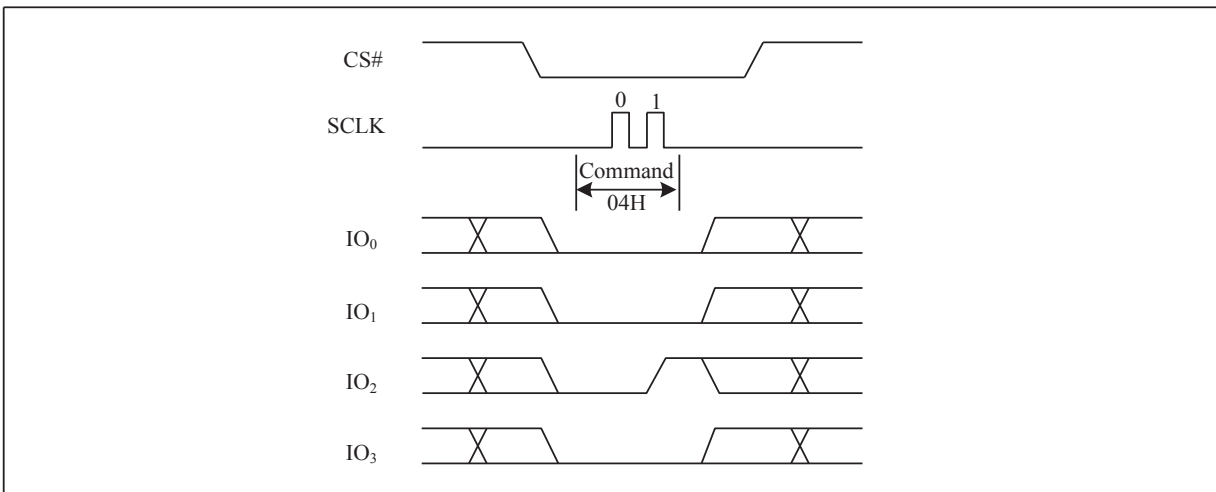 CS#
0 1
SCLK
Command
04H
IO₀
IO₁
IO₂
IO₃